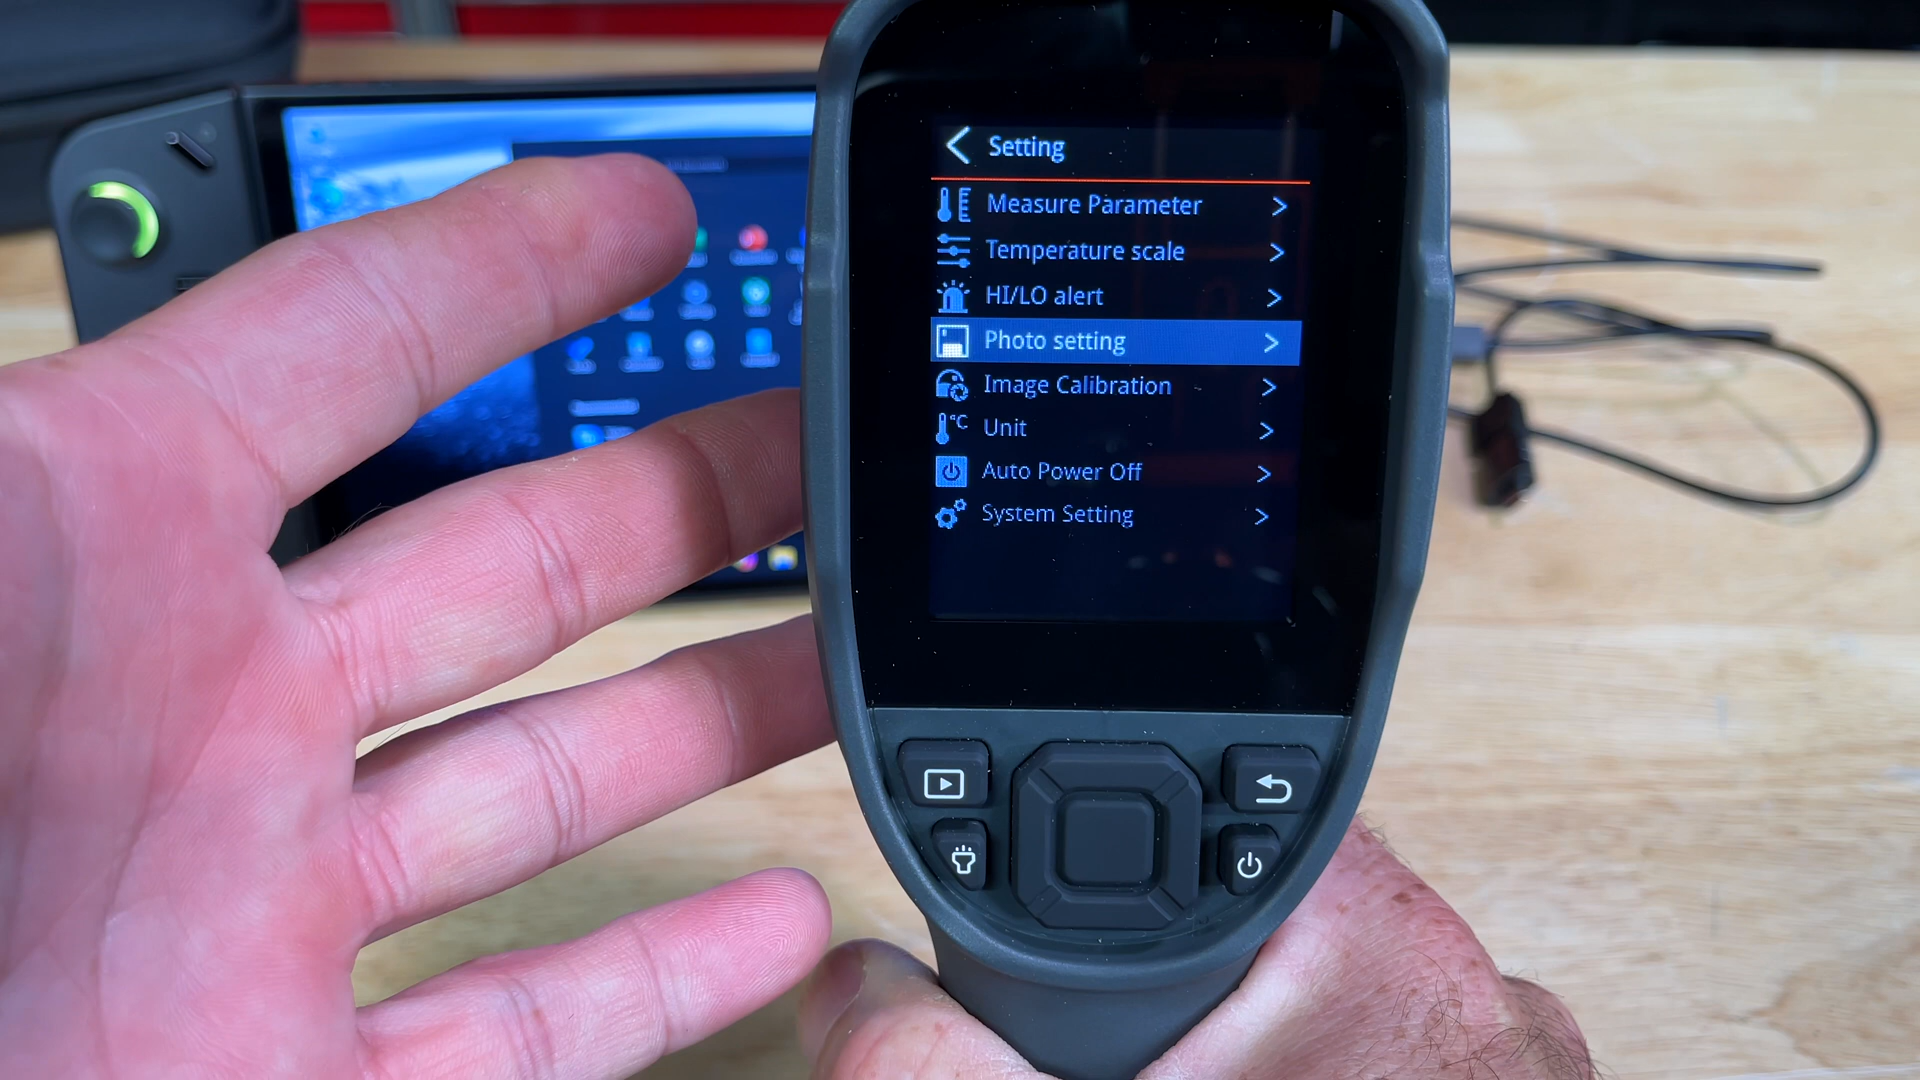 Setting
Measure Parameter
Temperature scale
HI/LO alert
Photo setting
Image Calibration
°C Unit
Auto Power Off
System Setting